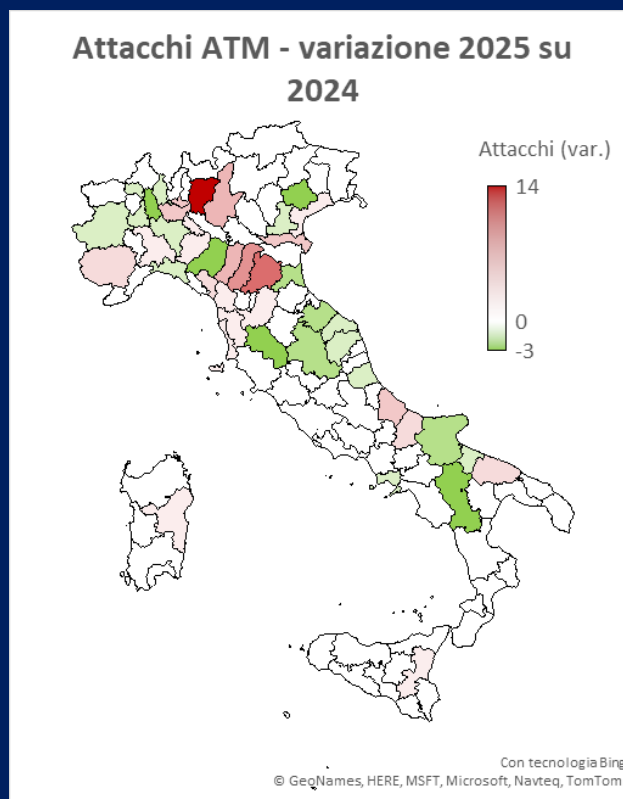 Attacchi ATM - variazione 2025 su
2024
Attacchi (var.)
14
0
-3
Con tecnologia Bing
© GeoNames, HERE, MSFT, Microsoft, Navteq, TomTom